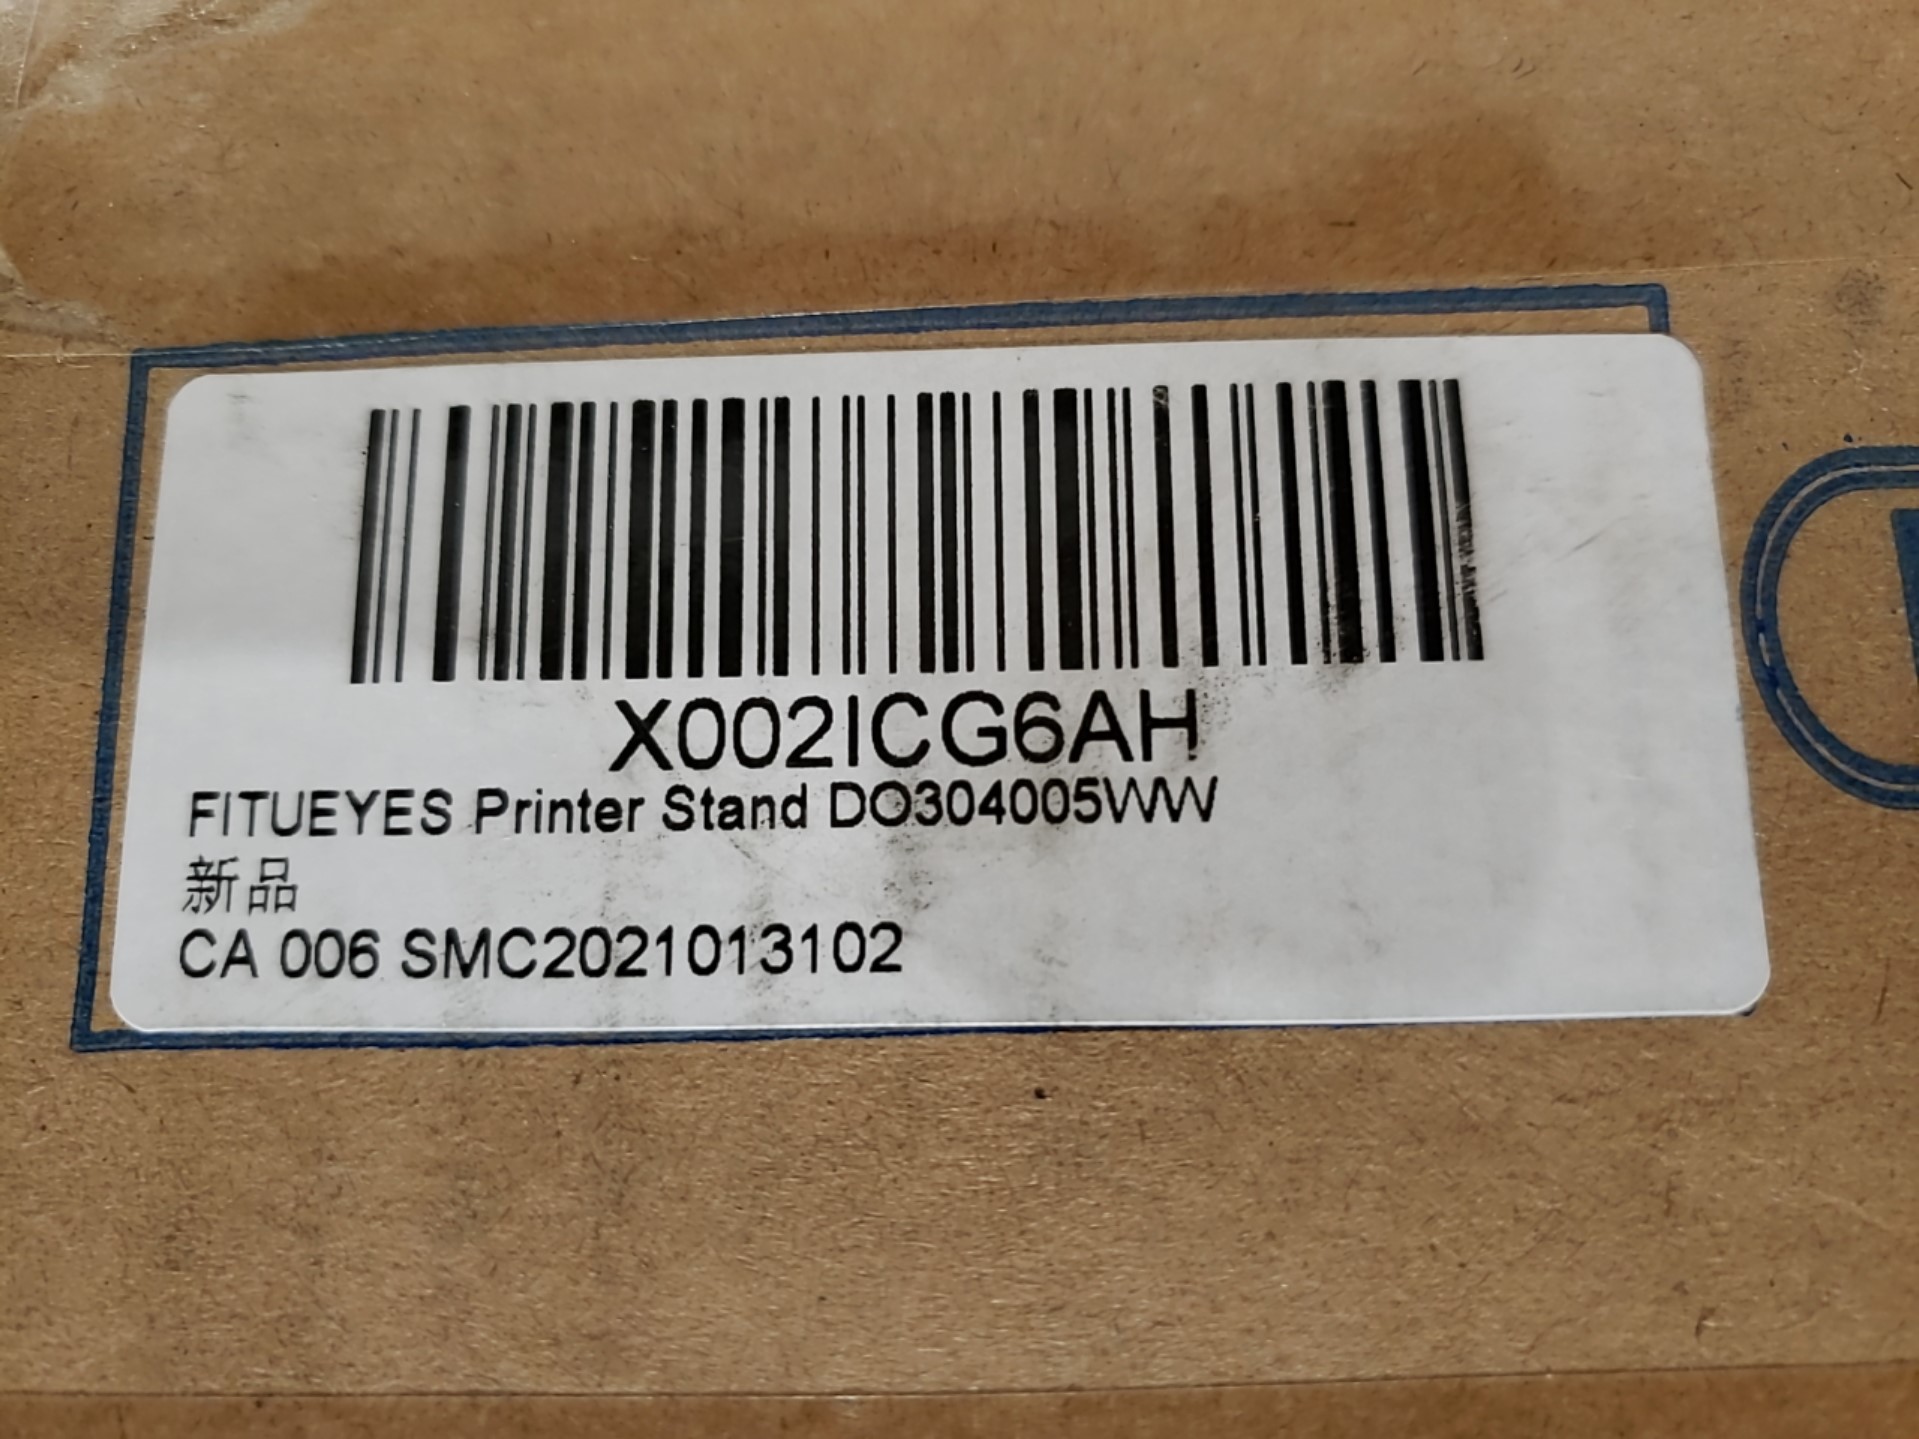 X002ICG6AH
FITUEYES Printer Stand DO304005WW
新品
CA 006 SMC2021013102